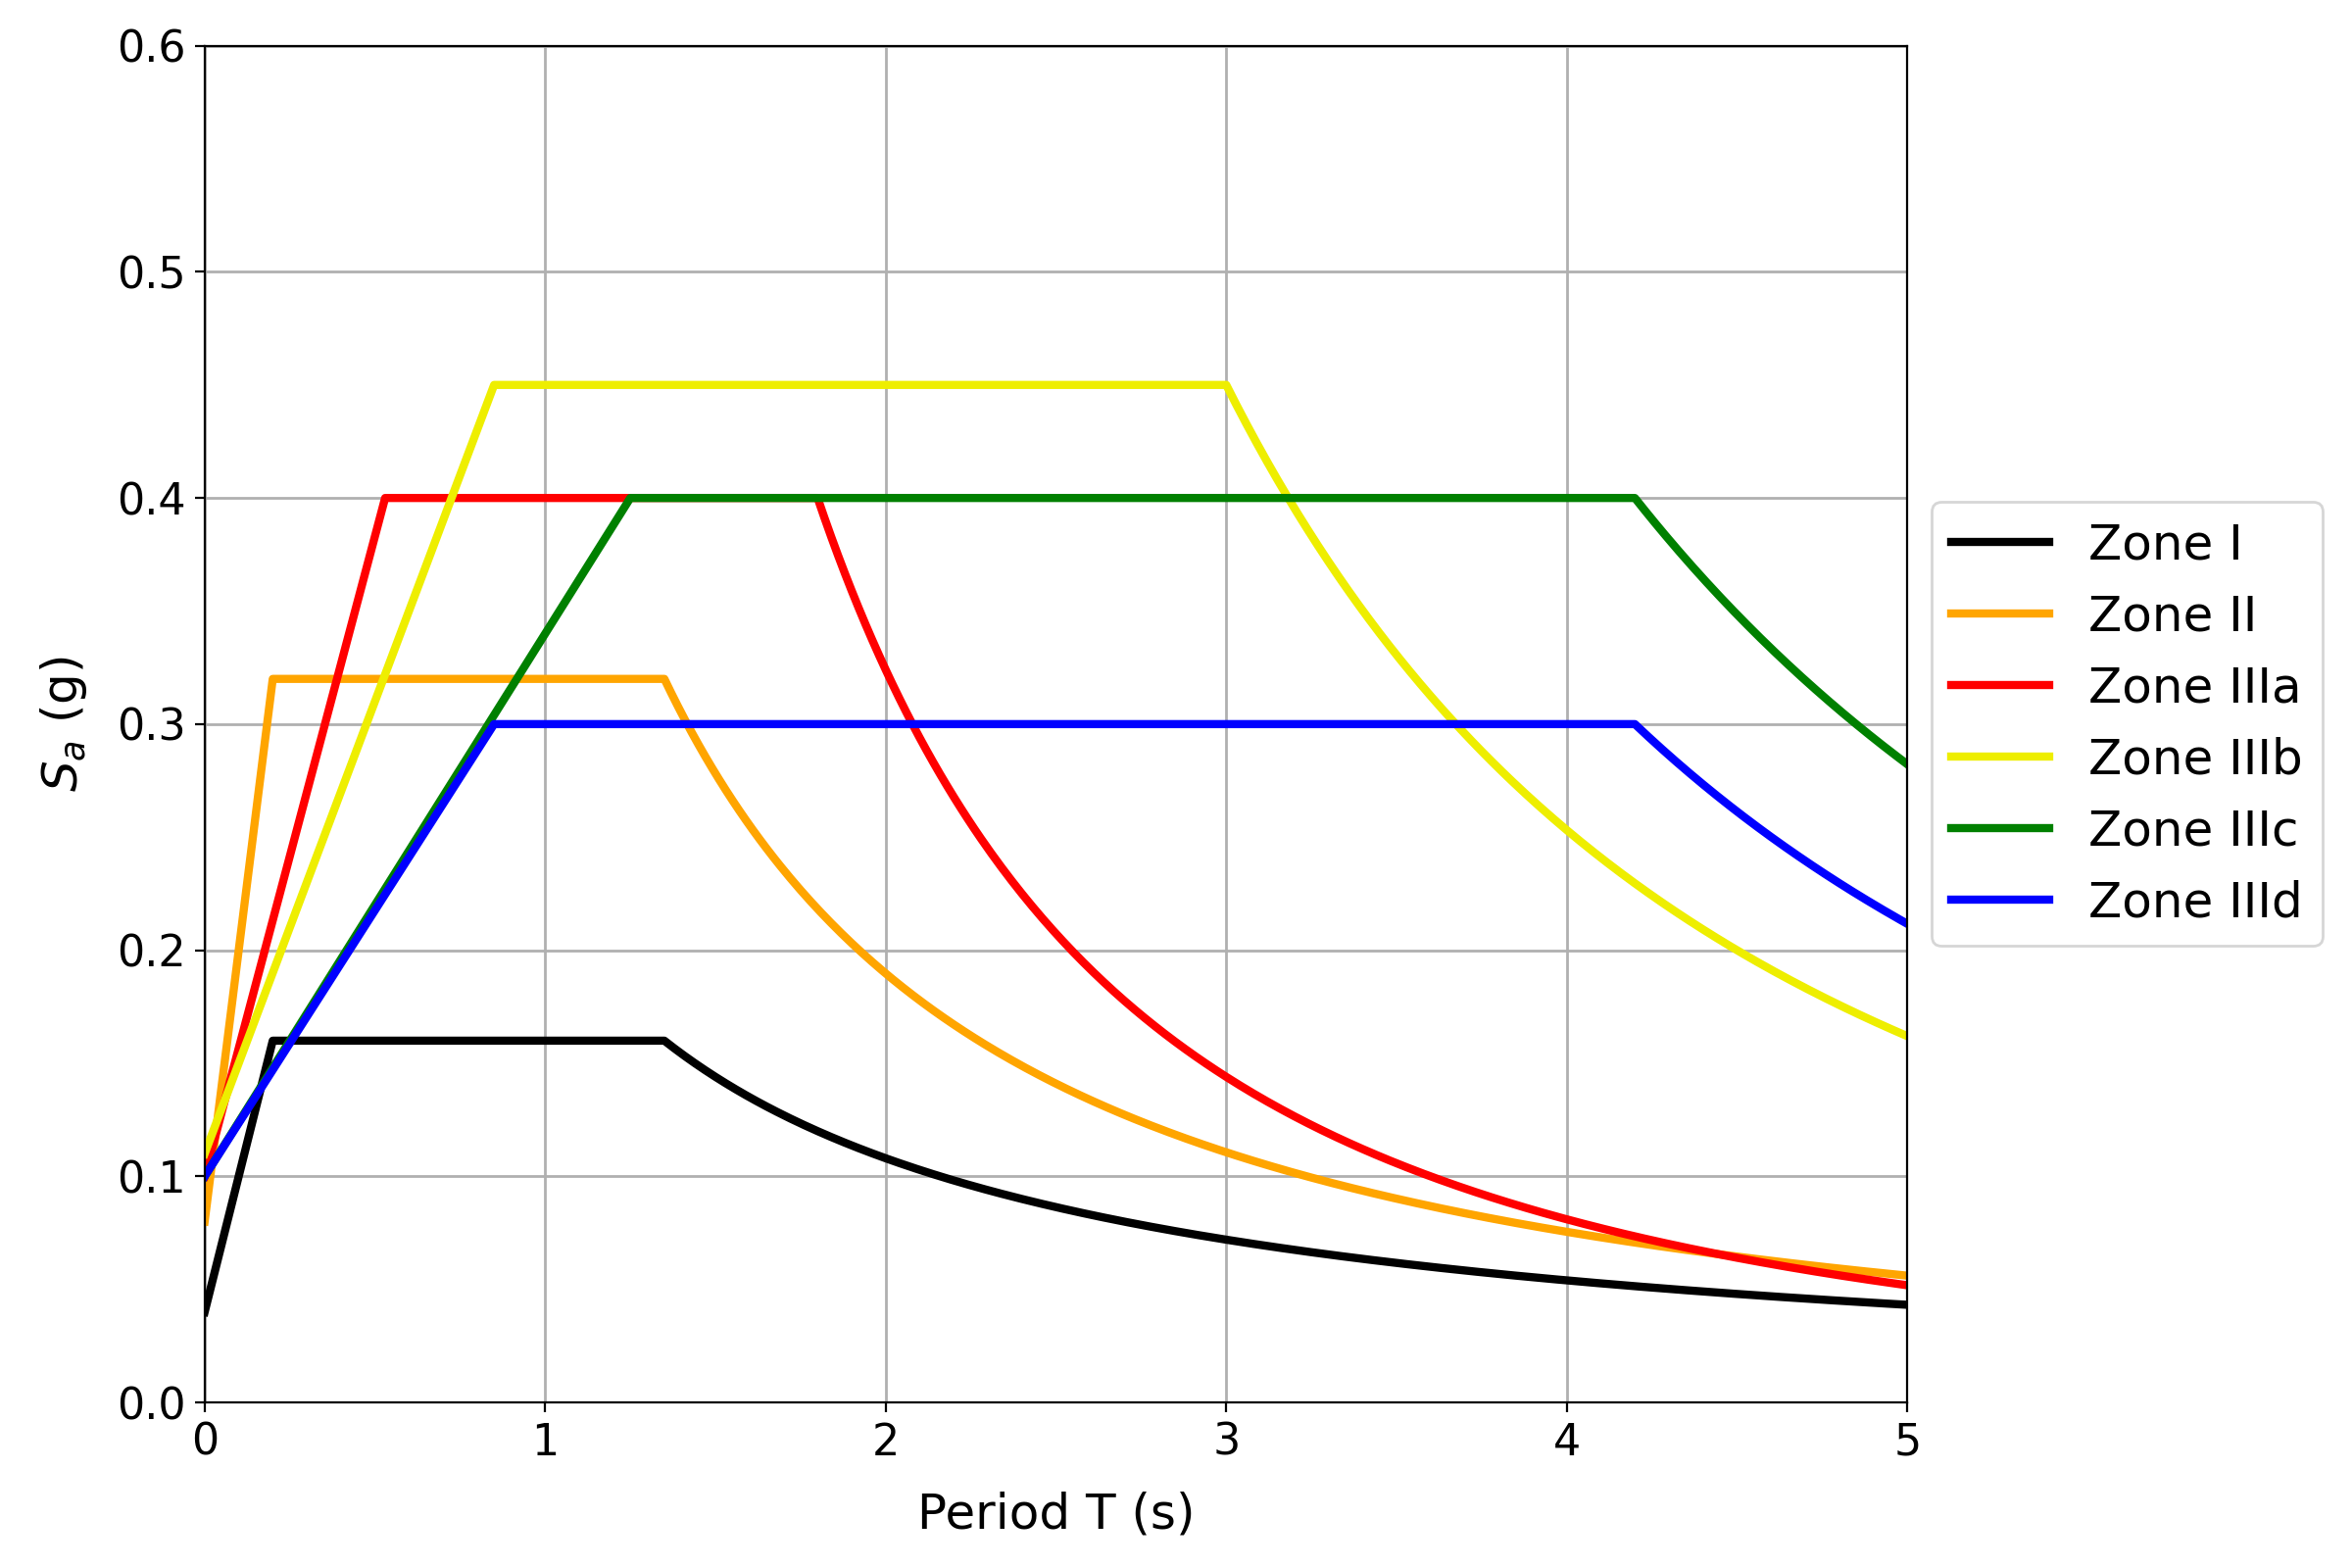 0.6
0.5
0.4
0.3
0.2
0.1
0.0
Sa (g)
0 1 2 3 4 5
Period T (s)
Zone I
Zone II
Zone IIIa
Zone IIIb
Zone IIIc
Zone IIId